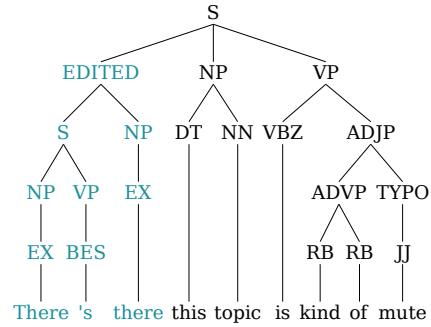 S
EDITED NP VP
S NP DT NN VBZ ADJP
NP VP EX ADVP TYPO
EX BES RB RB JJ
There 's there this topic is kind of mute